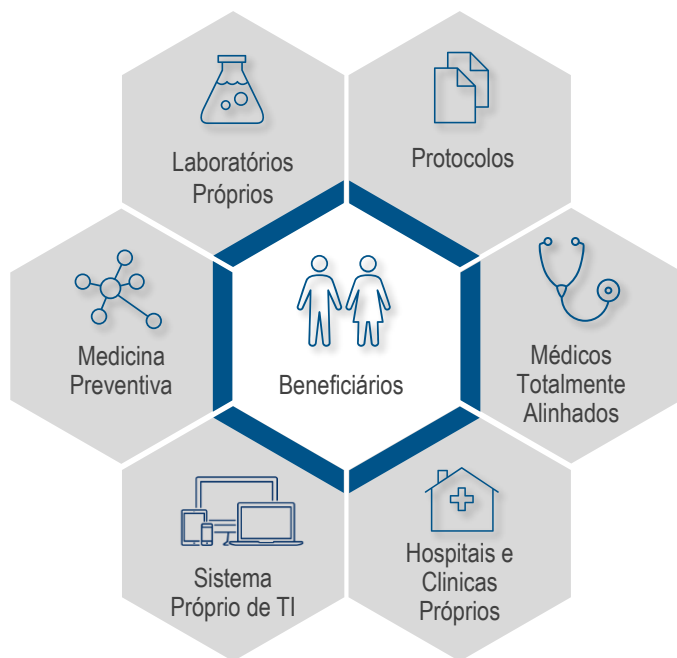 Laboratórios
Próprios
Protocolos
Medicina
Preventiva
Beneficiários
Médicos
Totalmente
Alinhados
Sistema
Próprio de TI
Hospitais e
Clinicas
Próprios